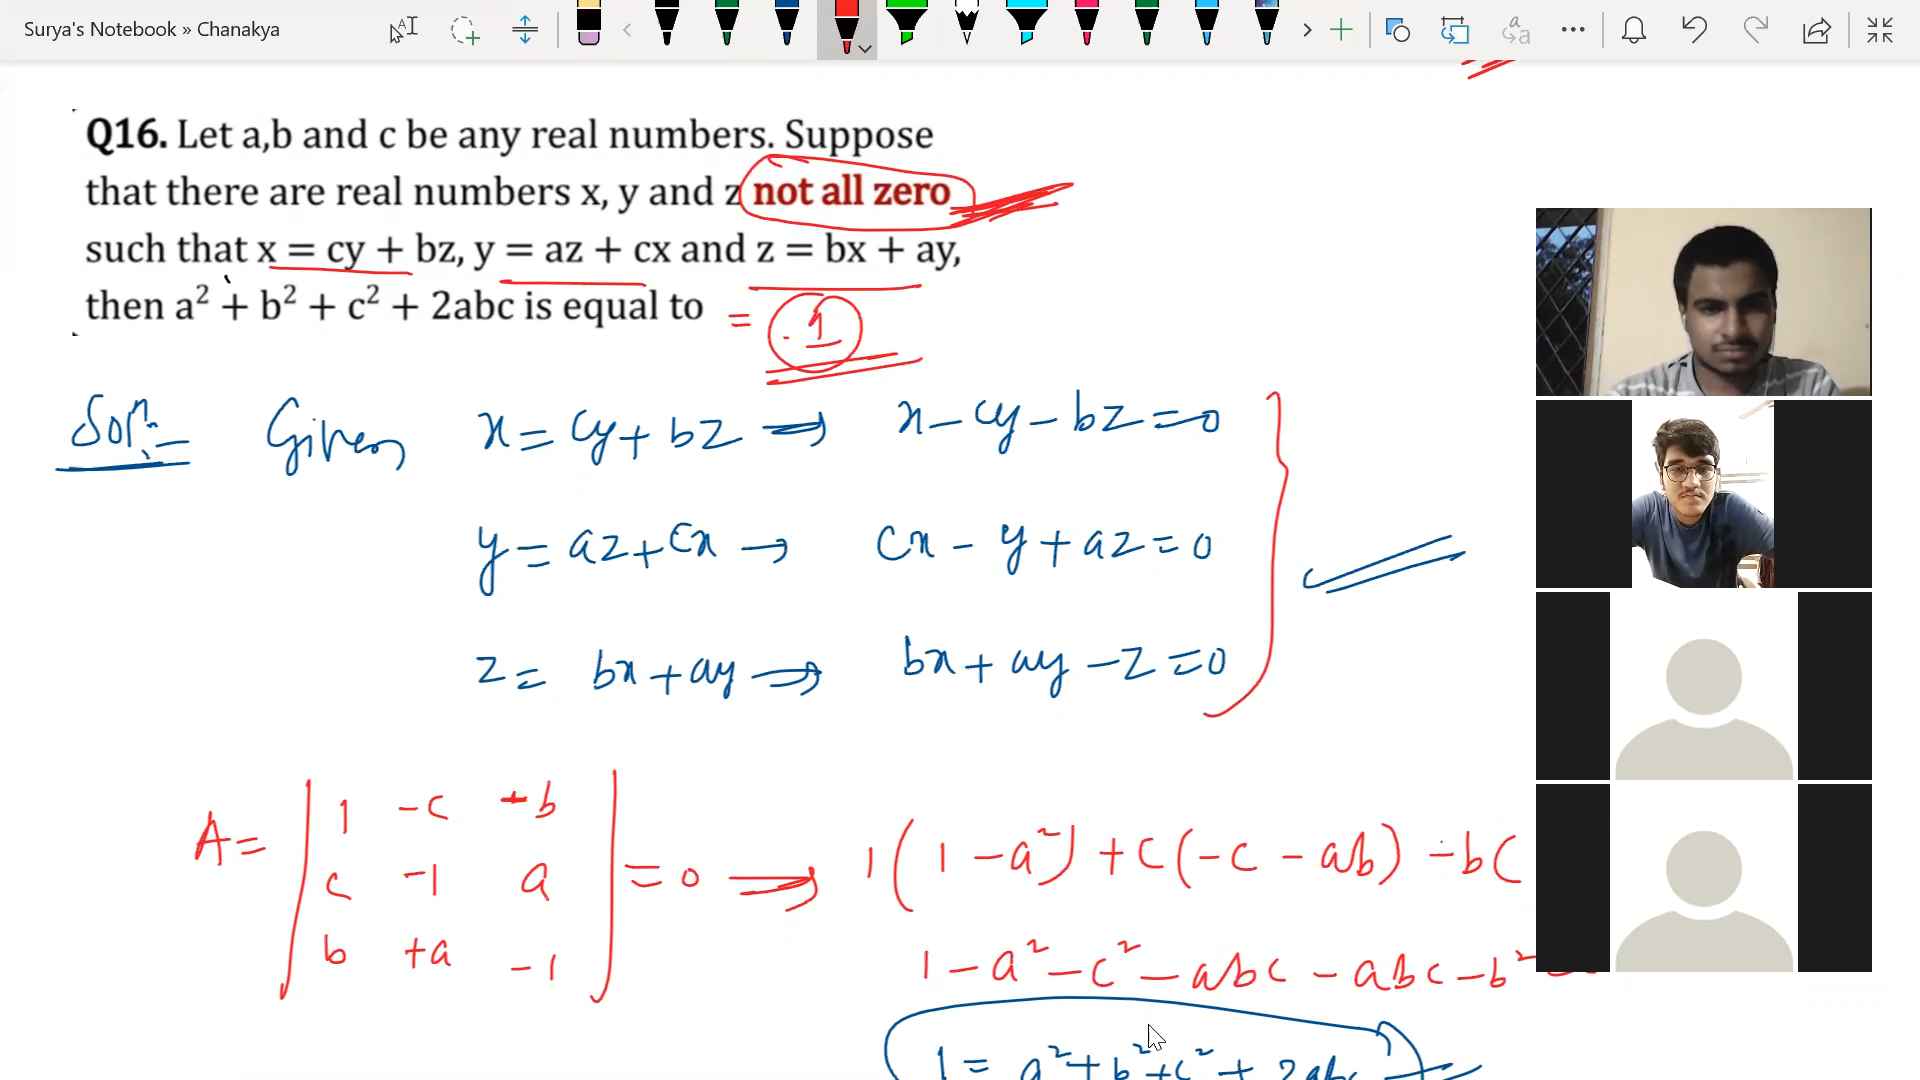 Surya's Notebook » Chanakya
Q16. Let a,b and c be any real numbers. Suppose
that there are real numbers x, y and z not all zero
such that x = cy + bz, y = az + cx and z = bx + ay,
then a² + b² + c² + 2abc is equal to = 1
Soln. Given x = cy + bz → x - cy - bz = 0
y = az + cx → cx - y + az = 0
z = bx + ay → bx + ay - z = 0
A = | 1 -c -b |
| c -1 a | = 0 → 1(1 - a²) + c(-c - ab) - b(
| b +a -1 |
1 - a² - c² - abc - abc - b²
1 = a² + b² + c² + 2abc